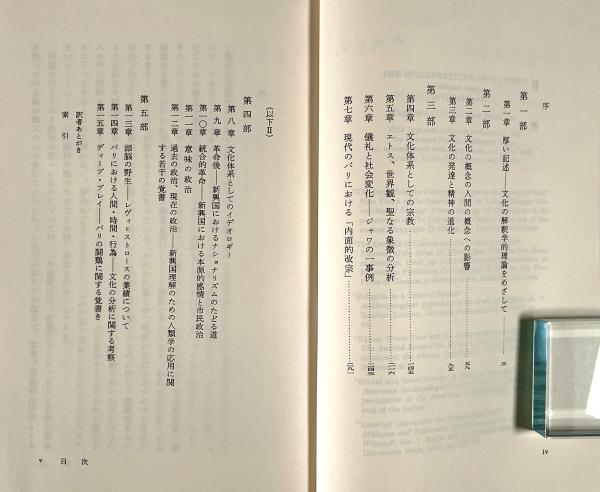 序
第一部
第一章 厚い記述――文化の解釈学的理論をめざして……三
第二部
第二章 文化の概念の人間の概念への影響
第三章 文化の発達と精神の進化
第三部
第四章 文化体系としての宗教……一四五
第五章 エトス、世界観、聖なる象徴の分析
第六章 儀礼と社会変化――ジャワの一事例……二四三
第七章 現代のバリにおける「内面的改宗」……二九一
iv
(以下Ⅱ)
第四部
第八章 文化体系としてのイデオロギー
第九章 革命後――新興国におけるナショナリズムのたどる道
第一〇章 統合的革命――新興国における本源的感情と市民政治
第一一章 意味の政治
第一二章 過去の政治、現在の政治――新興国理解のための人類学の応用に関
する若干の覚書
第五部
第一三章 頭脳的野生――レヴィ=ストロースの業績について
第一四章 バリにおける人間・時間・行為――文化の分析に関する考察
第一五章 ディープ・プレイ――バリの闘鶏に関する覚書き
訳者あとがき
索引
v 目次